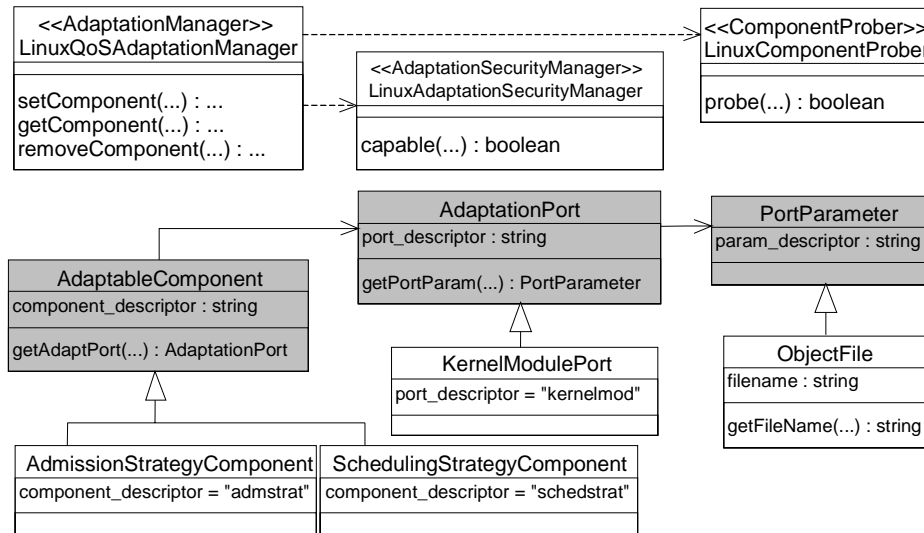 <<AdaptationManager>>
LinuxQoSAdaptationManager
setComponent(...) : ...
getComponent(...) : ...
removeComponent(...) : ...
<<AdaptationSecurityManager>>
LinuxAdaptationSecurityManager
capable(...) : boolean
<<ComponentProber>>
LinuxComponentProber
probe(...) : boolean
AdaptationPort
port_descriptor : string
getPortParam(...) : PortParameter
PortParameter
param_descriptor : string
AdaptableComponent
component_descriptor : string
getAdaptPort(...) : AdaptationPort
KernelModulePort
port_descriptor = "kernelmod"
ObjectFile
filename : string
getFileName(...) : string
AdmissionStrategyComponent
component_descriptor = "admstrat"
SchedulingStrategyComponent
component_descriptor = "schedstrat"